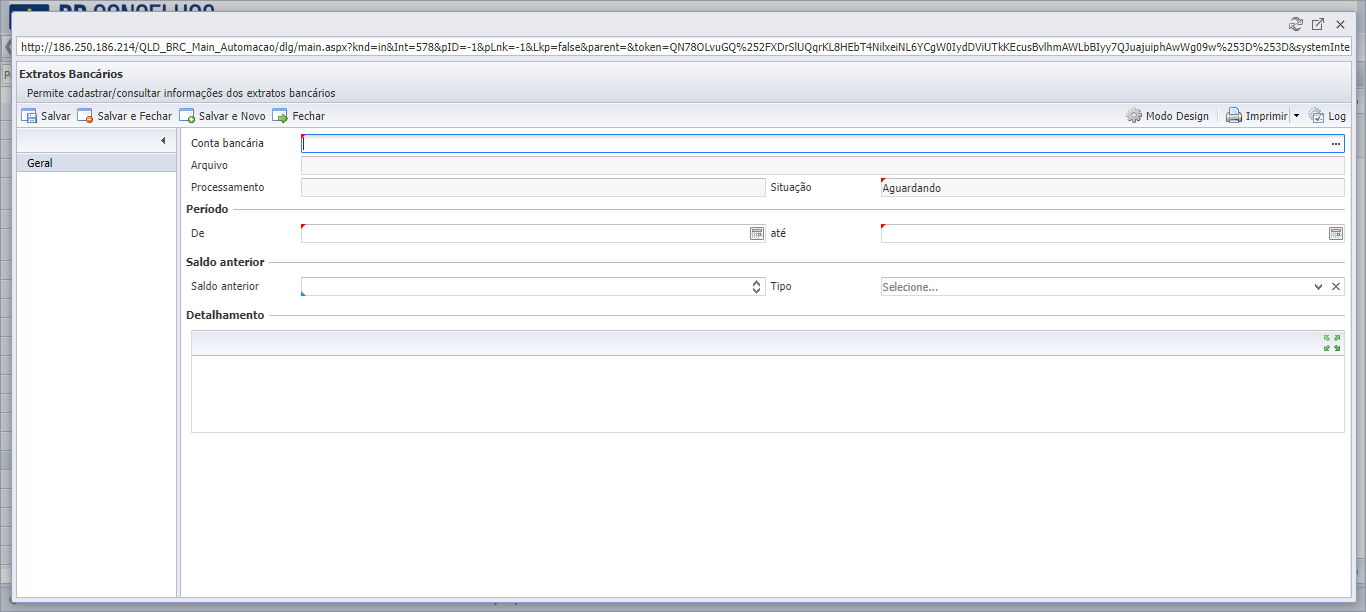 http://186.250.186.214/QLD_BRC_Main_Automacao/dlg/main.aspx?knd=in&Int=578&pID=-1&pLnk=-1&Lkp=false&parent=&token=QN78OLvuGQ%252FXDrSlUQqrKL8HEbT4NilxeiNL6YCgW0IydDViUTkKEcusBvlhmAWLbBIyy7QJuajuiphAwWg09w%253D%253D&systemInte
Extratos Bancários
Permite cadastrar/consultar informações dos extratos bancários
Salvar Salvar e Fechar Salvar e Novo Fechar Modo Design Imprimir Log
Geral
Conta bancária ...
Arquivo
Processamento Situação Aguardando
Período
De até
Saldo anterior
Saldo anterior Tipo Selecione...
Detalhamento